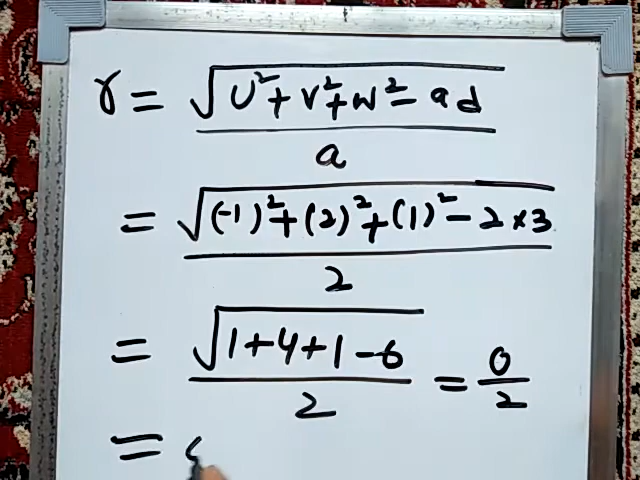 r = √(u²+v²+w²-ad) / a
= √((-1)²+(2)²+(1)²-2×3) / 2
= √(1+4+1-6) / 2 = 0/2
=